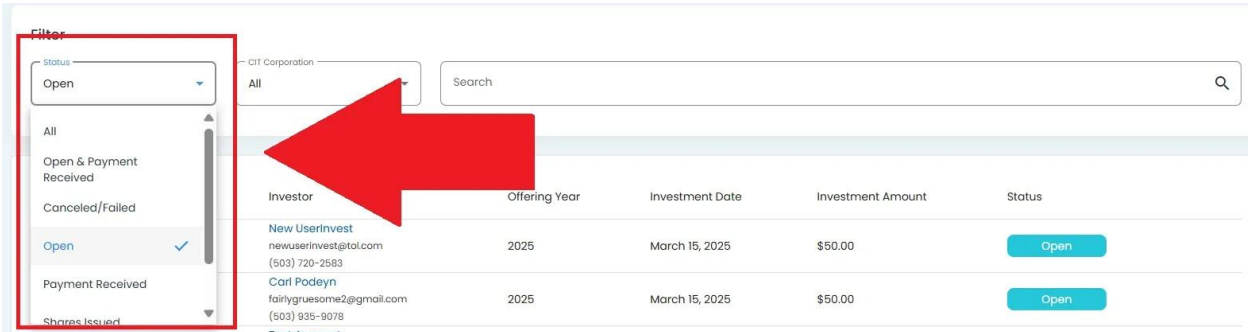 Filter
Status
Open
CIT Corporation
All
Search
All
Open & Payment
Received
Canceled/Failed
Open
Payment Received
Shares Issued
Investor
Offering Year
Investment Date
Investment Amount
Status
New UserInvest
newuserinvest@tol.com
(503) 720-2583
2025
March 15, 2025
$50.00
Open
Carl Podeyn
fairlygruesome2@gmail.com
(503) 935-9078
2025
March 15, 2025
$50.00
Open